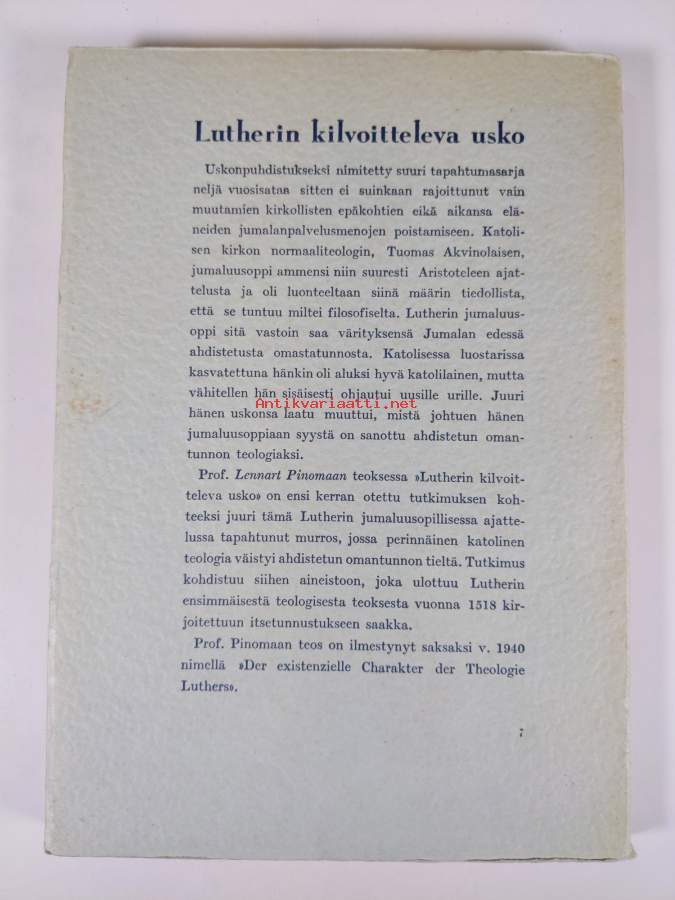 Lutherin kilvoitteleva usko
Uskonpuhdistukseksi nimitetty suuri tapahtumasarja
neljä vuosisataa sitten ei suinkaan rajoittunut vain
muutamien kirkollisten epäkohtien eikä aikansa elä-
neiden jumalanpalvelusmenojen poistamiseen. Katoli-
sen kirkon normaaliteologin, Tuomas Akvinolaisen,
jumaluusoppi ammensi niin suuresti Aristoteleen ajat-
telusta ja oli luonteeltaan siinä määrin tiedollista,
että se tuntuu miltei filosofiselta. Lutherin jumaluus-
oppi sitä vastoin saa värityksensä Jumalan edessä
ahdistetusta omastatunnosta. Katolisessa luostarissa
kasvatettuna hänkin oli aluksi hyvä katolilainen, mutta
vähitellen hän sisäisesti ohjautui uusille urille. Juuri
Antikvariaatti.net
hänen uskonsa laatu muuttui, mistä johtuen hänen
jumaluusoppiaan syystä on sanottu ahdistetun oman-
tunnon teologiaksi.
Prof. Lennart Pinomaan teoksessa »Lutherin kilvoit-
televa usko» on ensi kerran otettu tutkimuksen koh-
teeksi juuri tämä Lutherin jumaluusopillisessa ajatte-
lussa tapahtunut murros, jossa perinnäinen katolinen
teologia väistyi ahdistetun omantunnon tieltä. Tutkimus
kohdistuu siihen aineistoon, joka ulottuu Lutherin
ensimmäisestä teologisesta teoksesta vuonna 1518 kir-
joitettuun itsetunnustukseen saakka.
Prof. Pinomaan teos on ilmestynyt saksaksi v. 1940
nimellä »Der existenzielle Charakter der Theologie
Luthers».